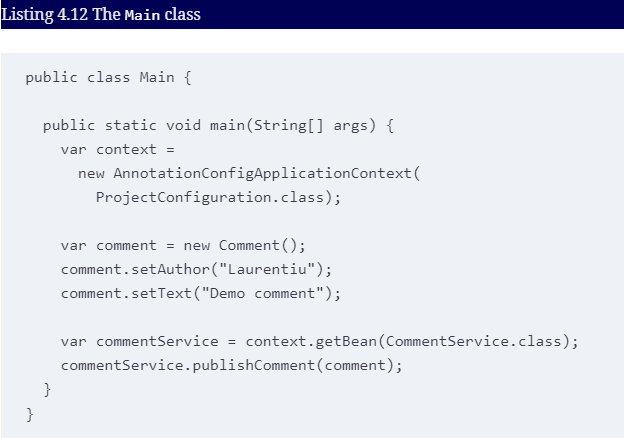 Listing 4.12 The Main class
public class Main {
public static void main(String[] args) {
var context =
new AnnotationConfigApplicationContext(
ProjectConfiguration.class);
var comment = new Comment();
comment.setAuthor("Laurentiu");
comment.setText("Demo comment");
var commentService = context.getBean(CommentService.class);
commentService.publishComment(comment);
}
}